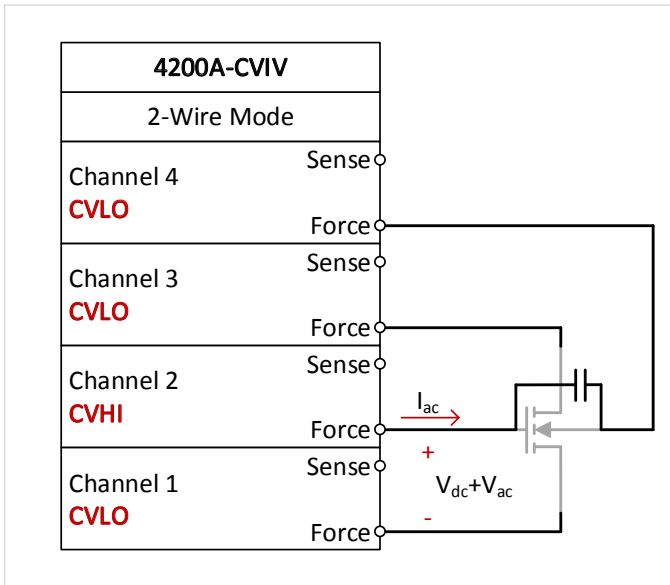 4200A-CVIV
2-Wire Mode
Sense
Channel 4
CVLO
Force
Sense
Channel 3
CVLO
Force
Sense
Channel 2
CVHI
Force
Iac
+
Sense
Channel 1
CVLO
Vdc+Vac
-
Force